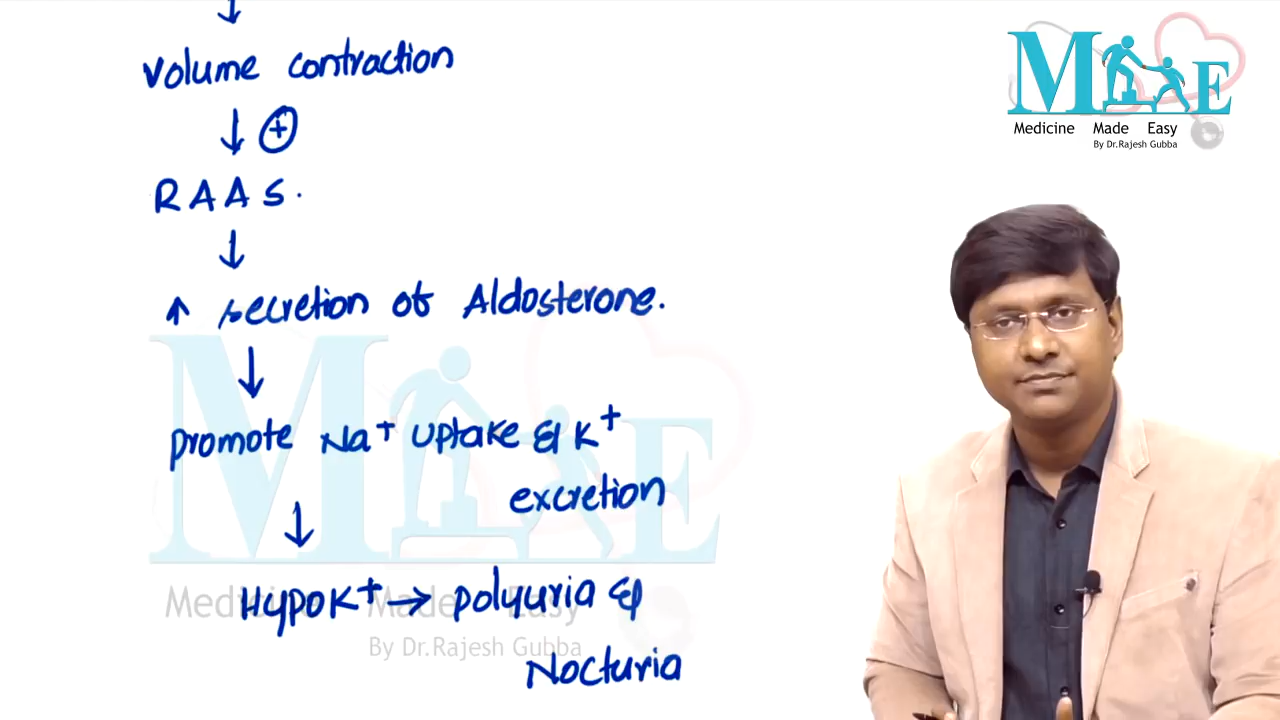 Volume contraction
↓ ⊕
RAAS.
↓
↑ secretion of Aldosterone.
↓
promote Na⁺ uptake & K⁺
excretion
↓
HypoK⁺ → polyuria &
Nocturia
M E
Medicine Made Easy
By Dr.Rajesh Gubba
M E
Medicine Made Easy
By Dr.Rajesh Gubba